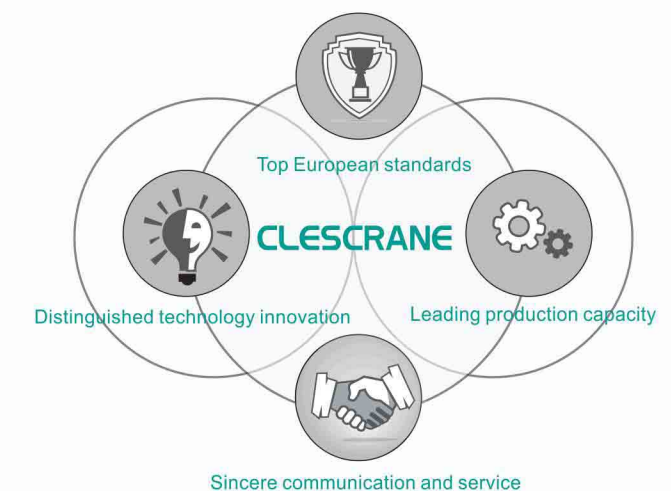 Top European standards
CLESCRANE
Distinguished technology innovation
Leading production capacity
Sincere communication and service